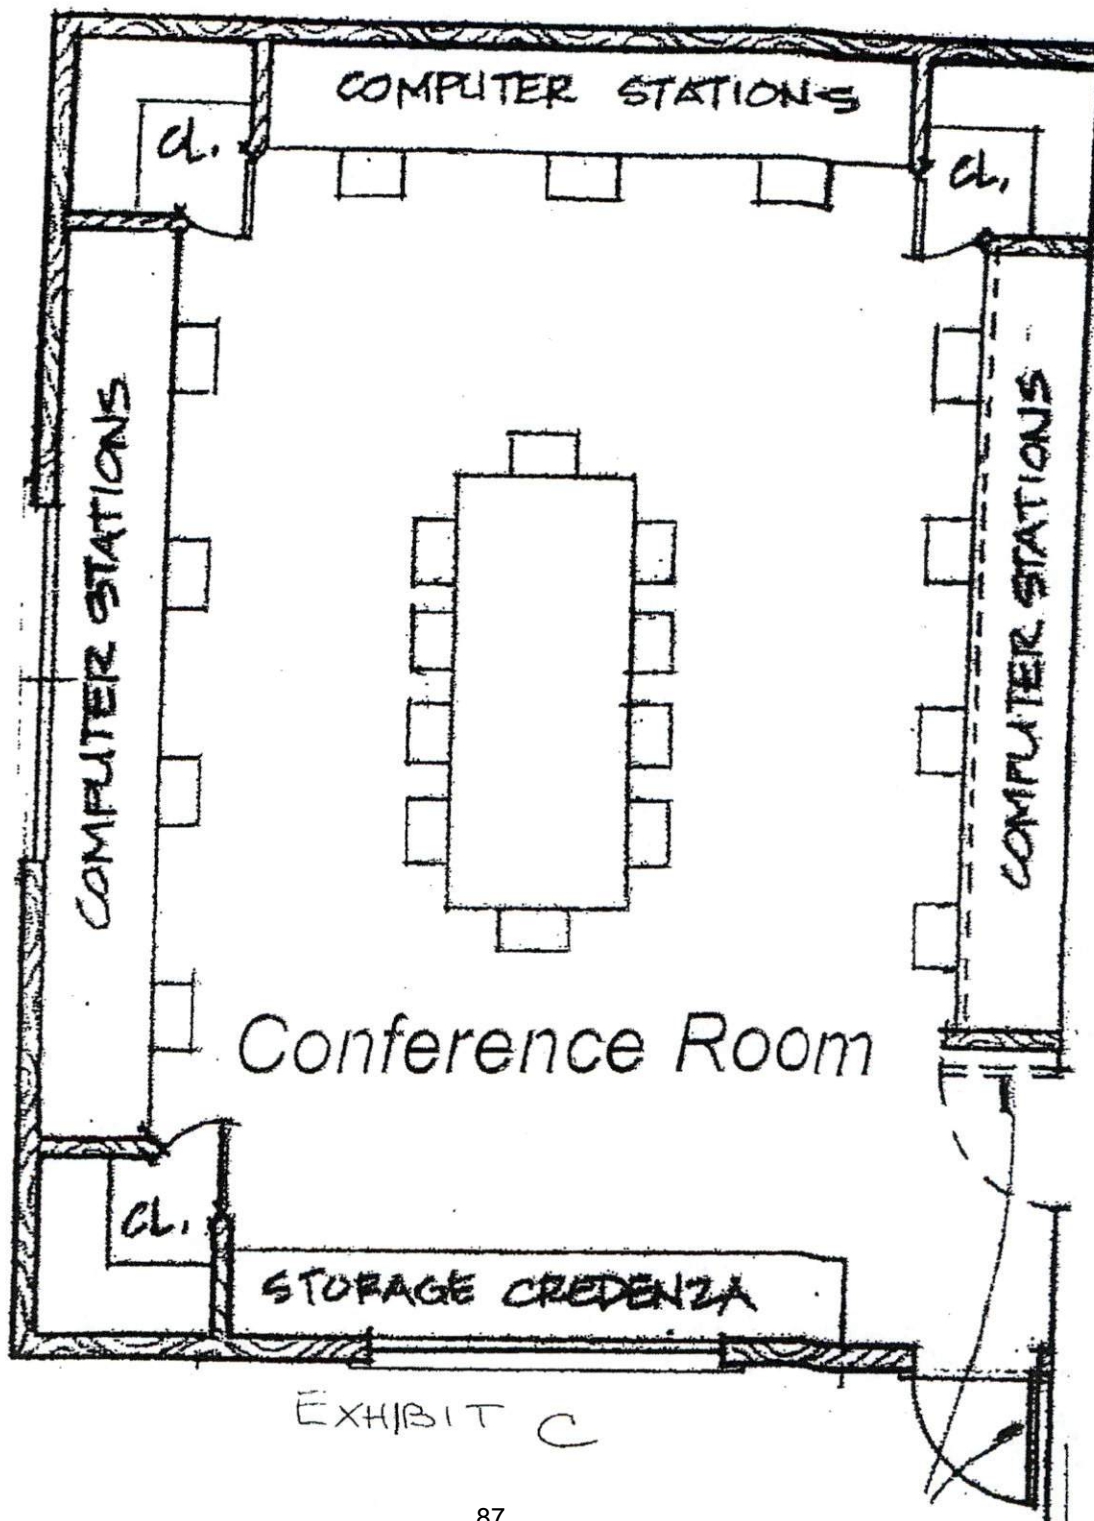 COMPUTER STATIONS
CL.
CL.
COMPUTER STATIONS
COMPUTER STATIONS
Conference Room
CL.
STORAGE CREDENZA
EXHIBIT C
87